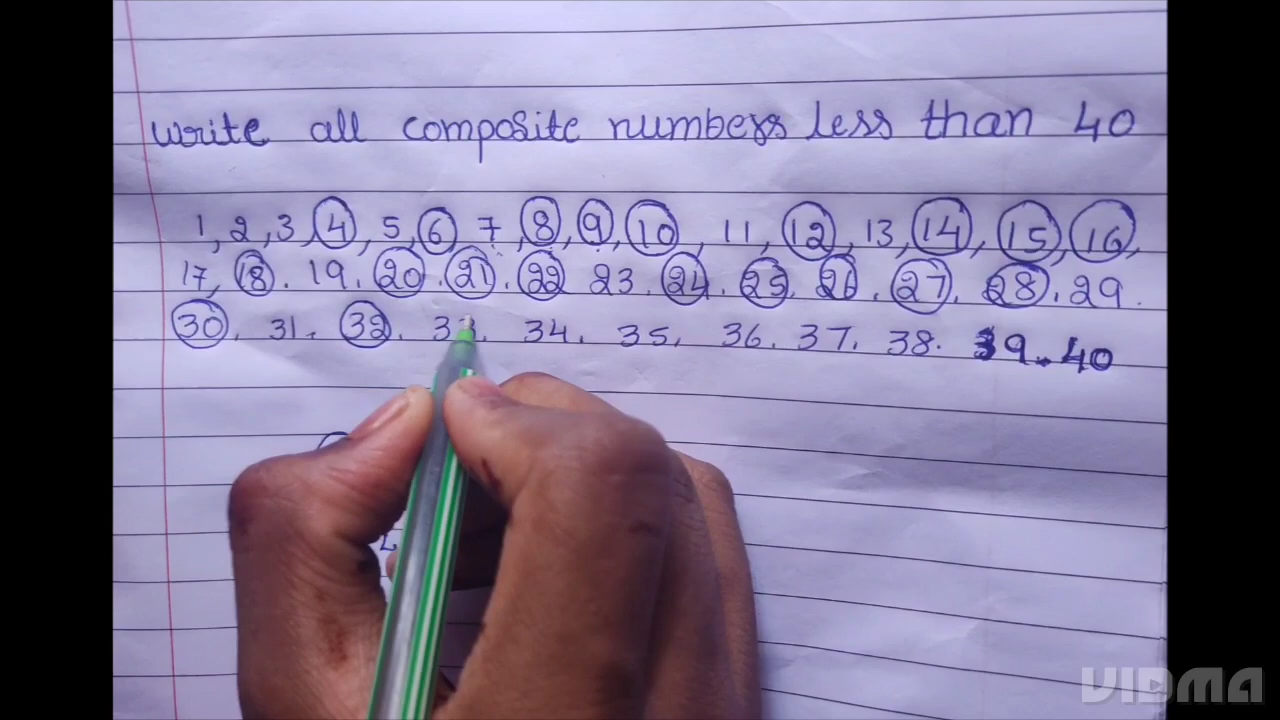 write all composite numbers less than 40
1, 2, 3, 4, 5, 6, 7, 8, 9, 10, 11, 12, 13, 14, 15, 16,
17, 18. 19. 20. 21. 22 23. 24. 25. 26. 27. 28. 29.
30. 31. 32. 33. 34. 35. 36. 37. 38. 39. 40
VIDMA